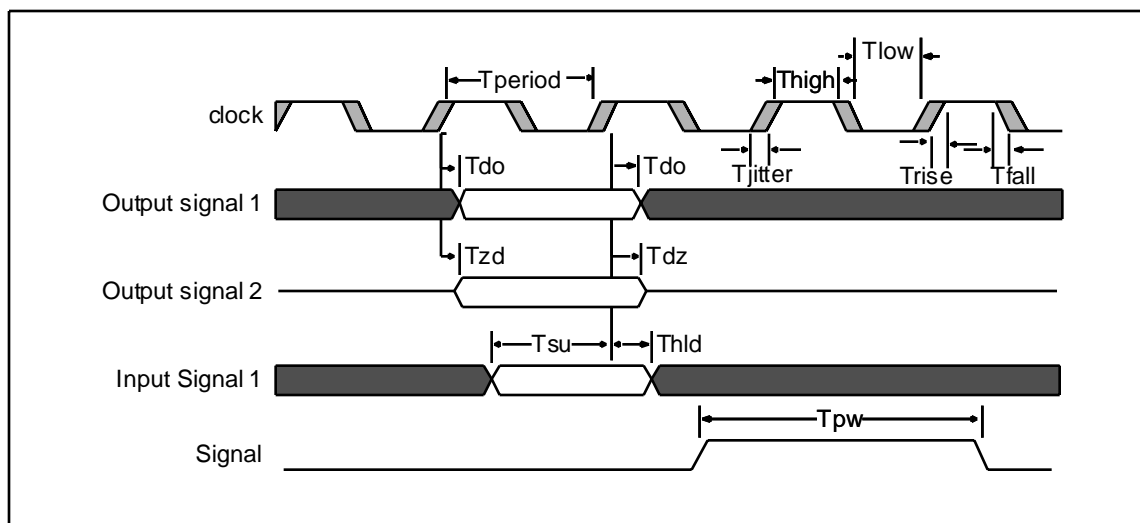 Tlow
Tperiod
Thigh
clock
Tdo
Tdo
Tjitter
Trise
Tfall
Output signal 1
Tzd
Tdz
Output signal 2
Tsu
Thld
Input Signal 1
Tpw
Signal